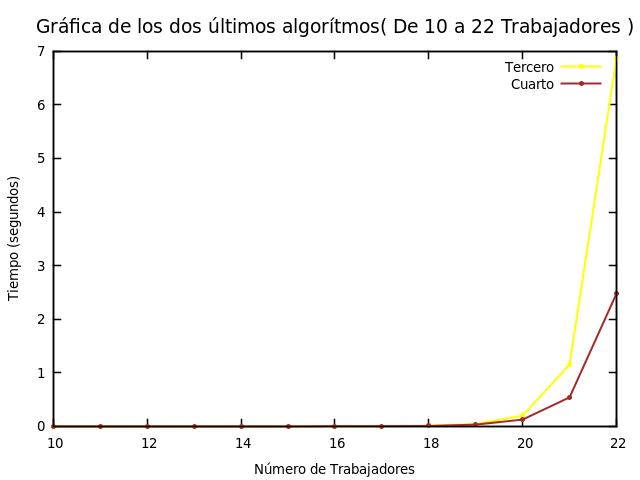 Gráfica de los dos últimos algorítmos( De 10 a 22 Trabajadores )
7
6
5
4
3
2
1
0
Tiempo (segundos)
Tercero
Cuarto
10 12 14 16 18 20 22
Número de Trabajadores